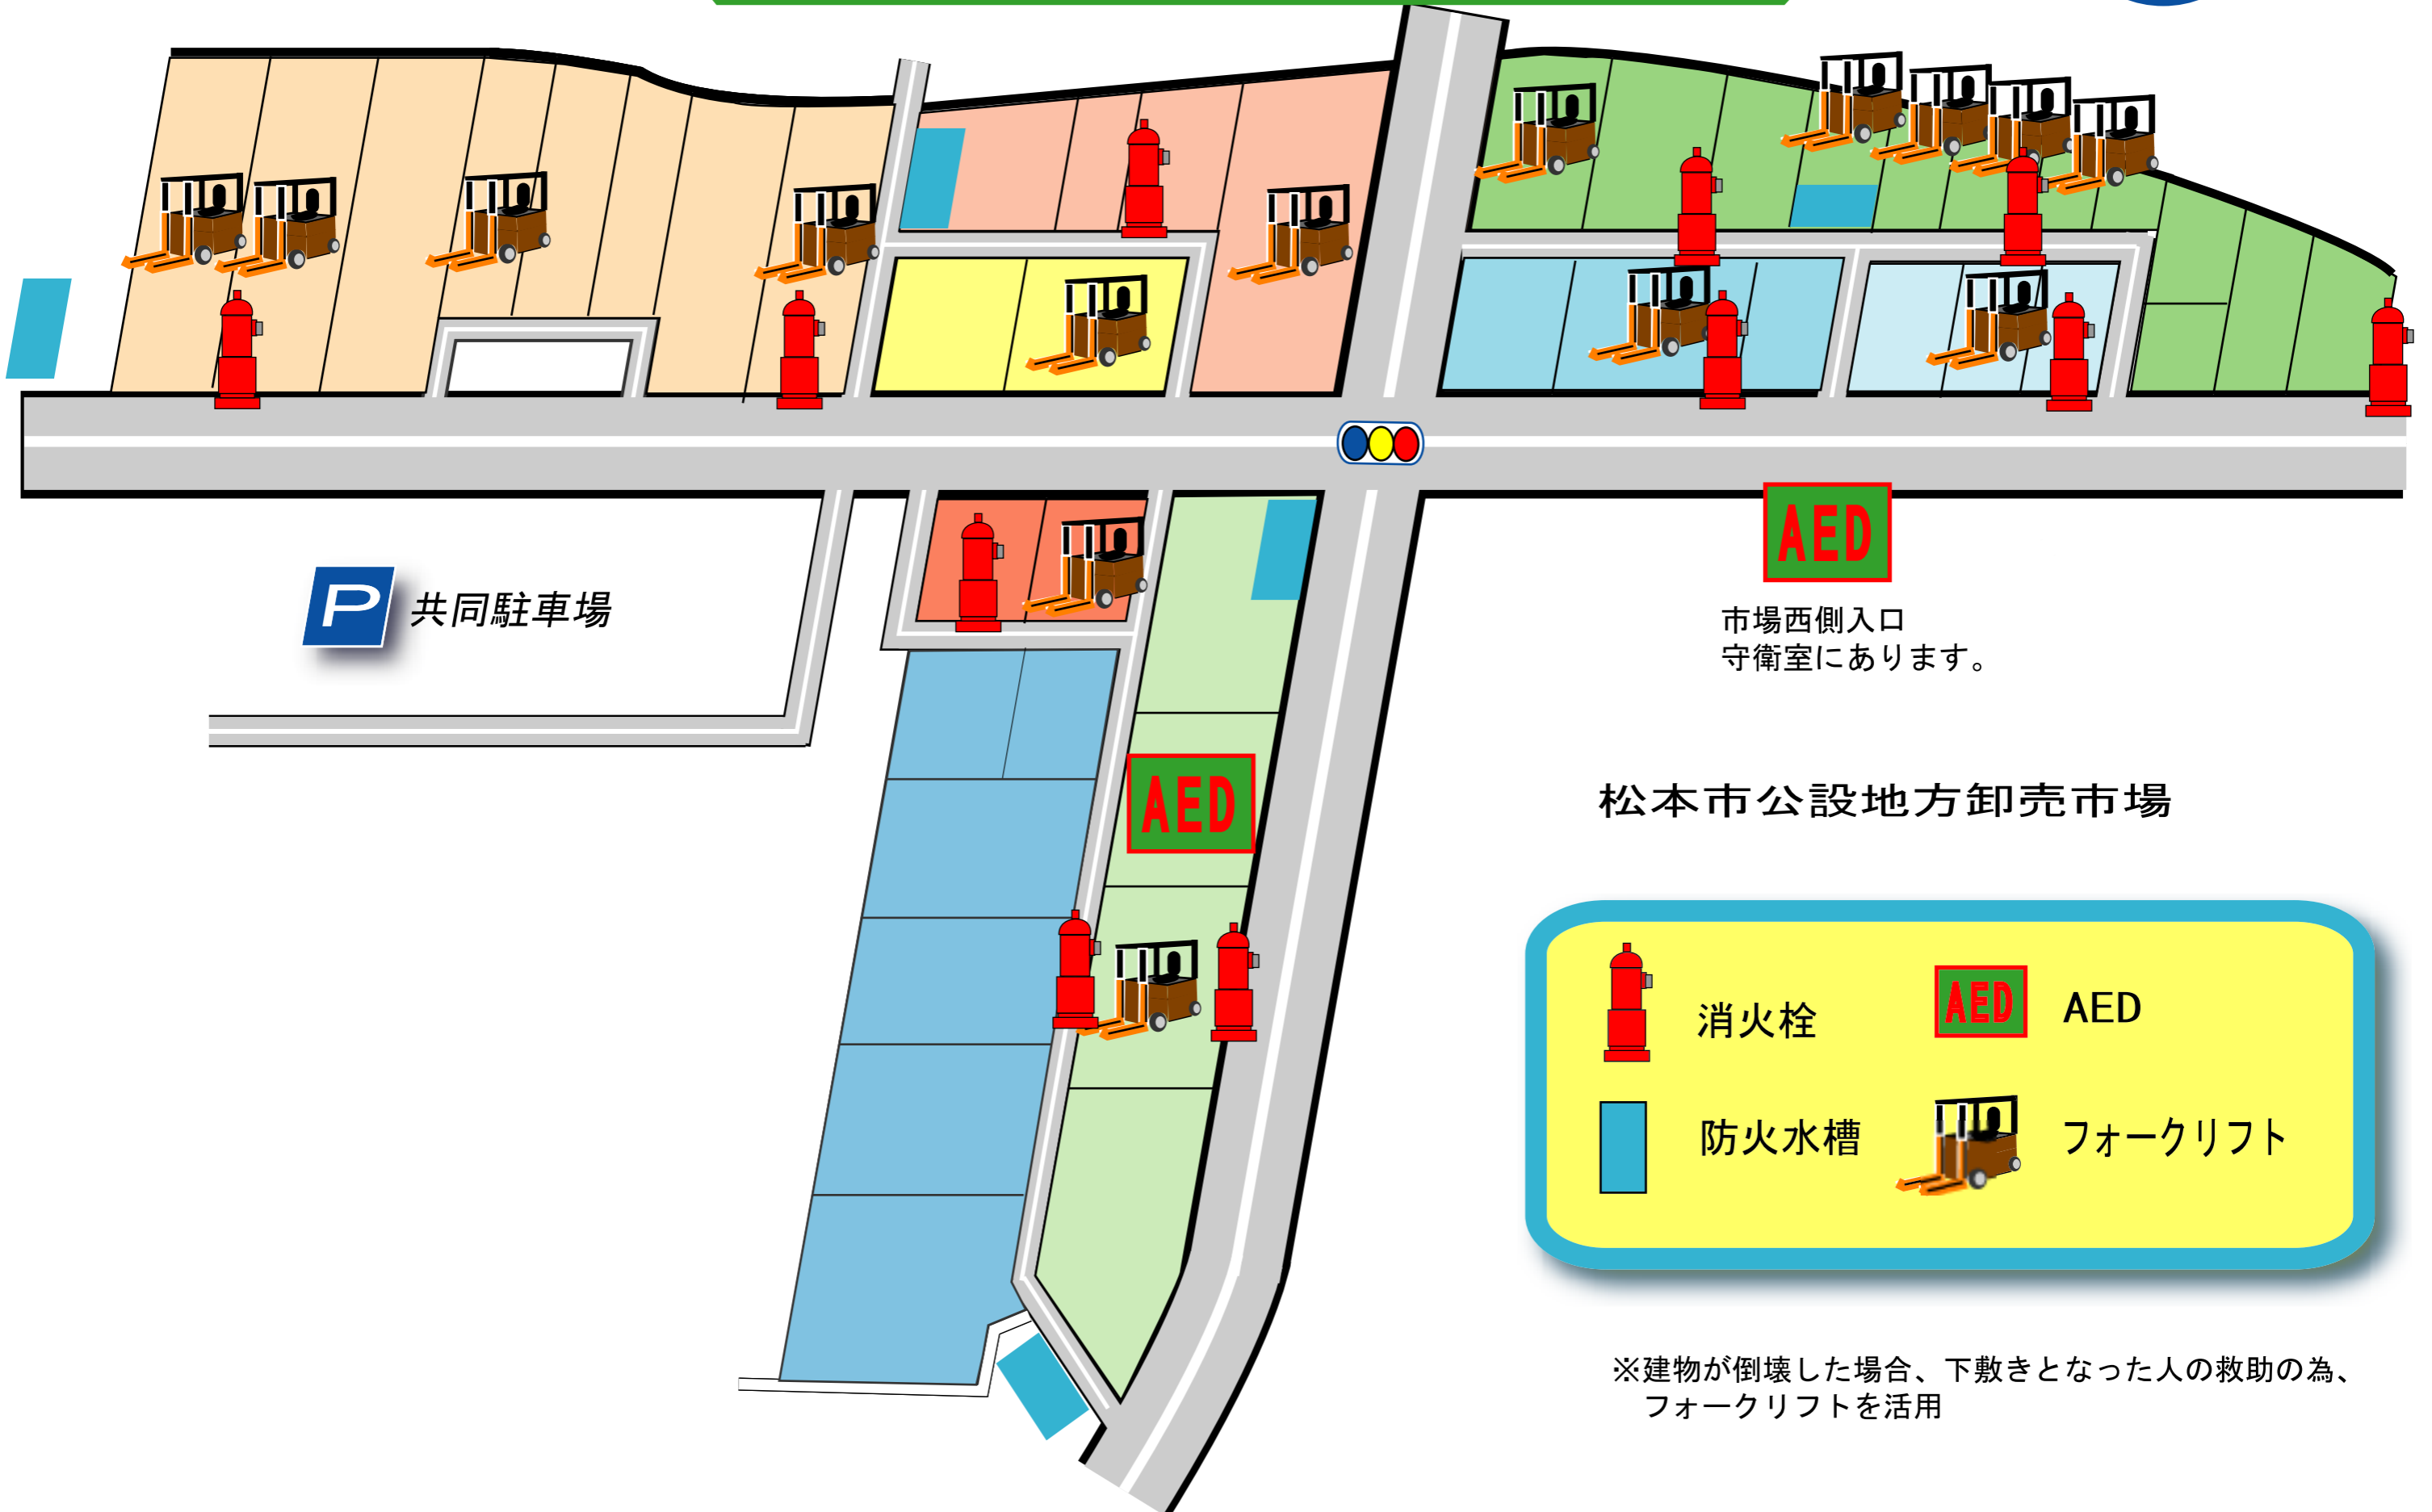 P 共同駐車場
AED
市場西側入口
守衛室にあります。
AED
松本市公設地方卸売市場
消火栓
AED AED
防火水槽
フォークリフト
※建物が倒壊した場合、下敷きとなった人の救助の為、
フォークリフトを活用